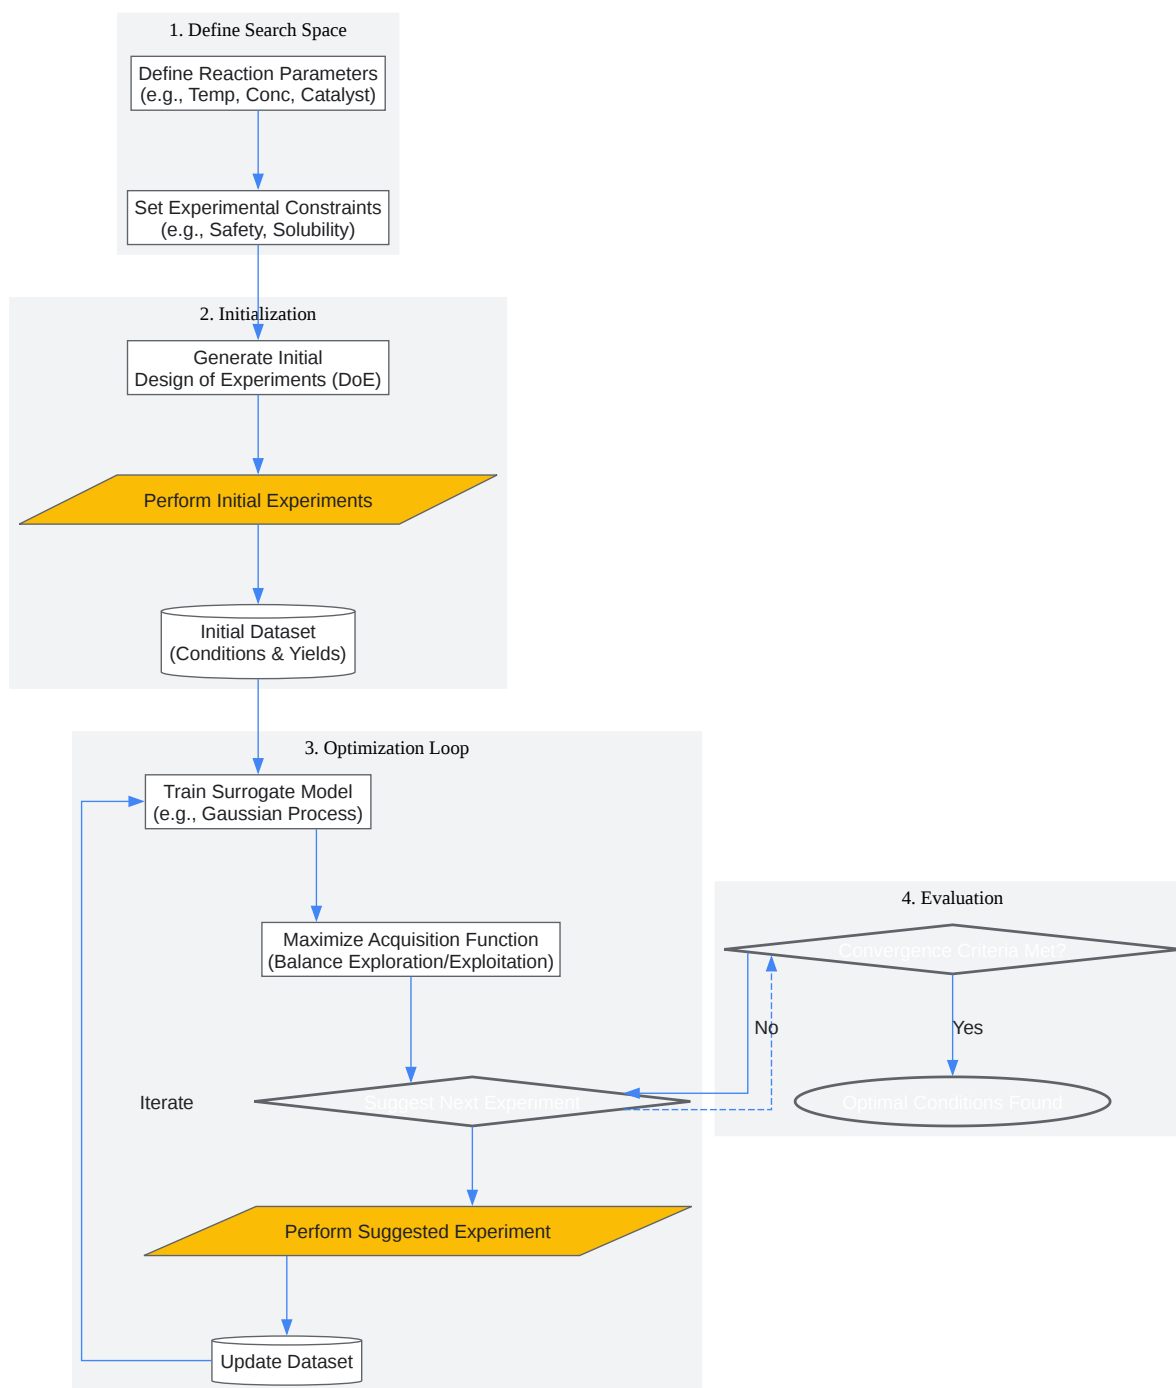 1. Define Search Space
Define Reaction Parameters
(e.g., Temp, Conc, Catalyst)
Set Experimental Constraints
(e.g., Safety, Solubility)
2. Initialization
Generate Initial
Design of Experiments (DoE)
Perform Initial Experiments
Initial Dataset
(Conditions & Yields)
3. Optimization Loop
Train Surrogate Model
(e.g., Gaussian Process)
Maximize Acquisition Function
(Balance Exploration/Exploitation)
Iterate
Suggest Next Experiment
Perform Suggested Experiment
Update Dataset
4. Evaluation
Convergence Criteria Met?
No
Yes
Optimal Conditions Found